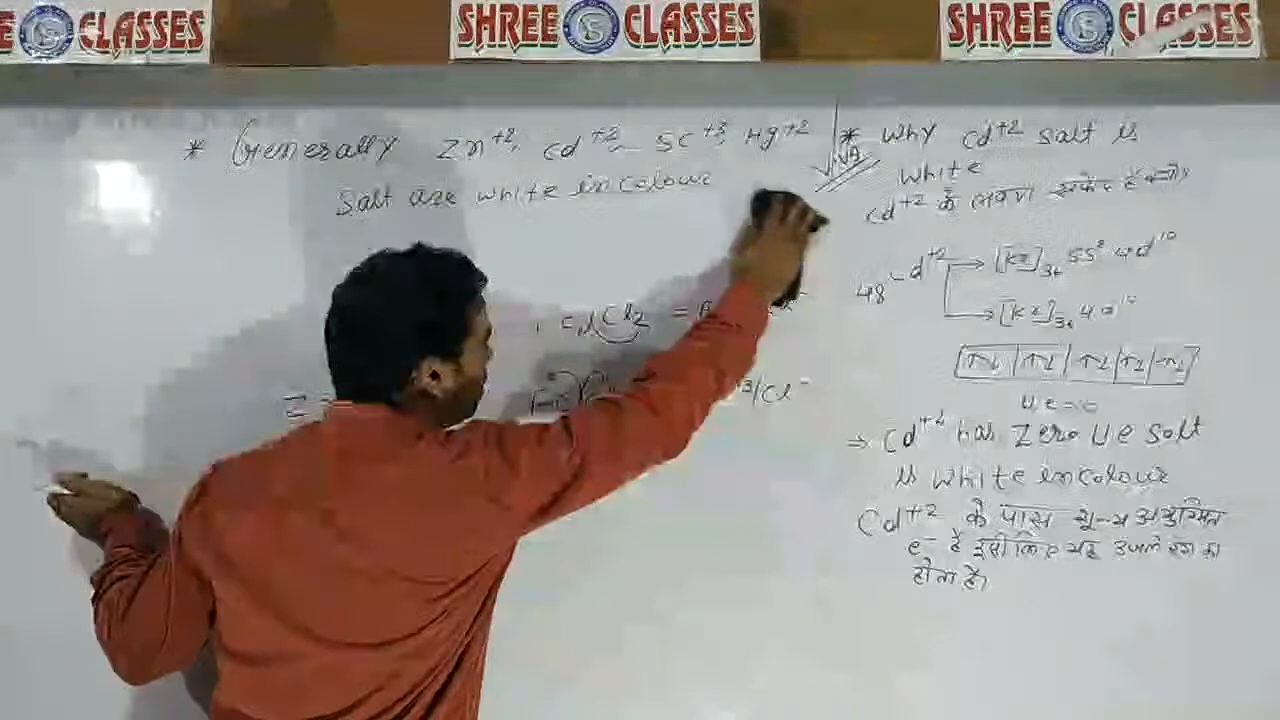 CLASSES
SHREE CLASSES
SHREE CLASSES
* Generally Zn+2, Cd+2, Sc+3, Hg+2
salt are white in colour
CdCl2 =
/Cl-
* Why Cd+2 salt is
white
Cd+2 के लवण सफेद है क्यों
48 Cd+2 → [Kr]36 5s2 4d10
→ [Kr]36 4d10
u e = 0
⇒ Cd+2 has zero u e salt
is white in colour
Cd+2 के पास शून्य अयुग्मित
e- है इसीलिए यह उजले रंग का
होता है।